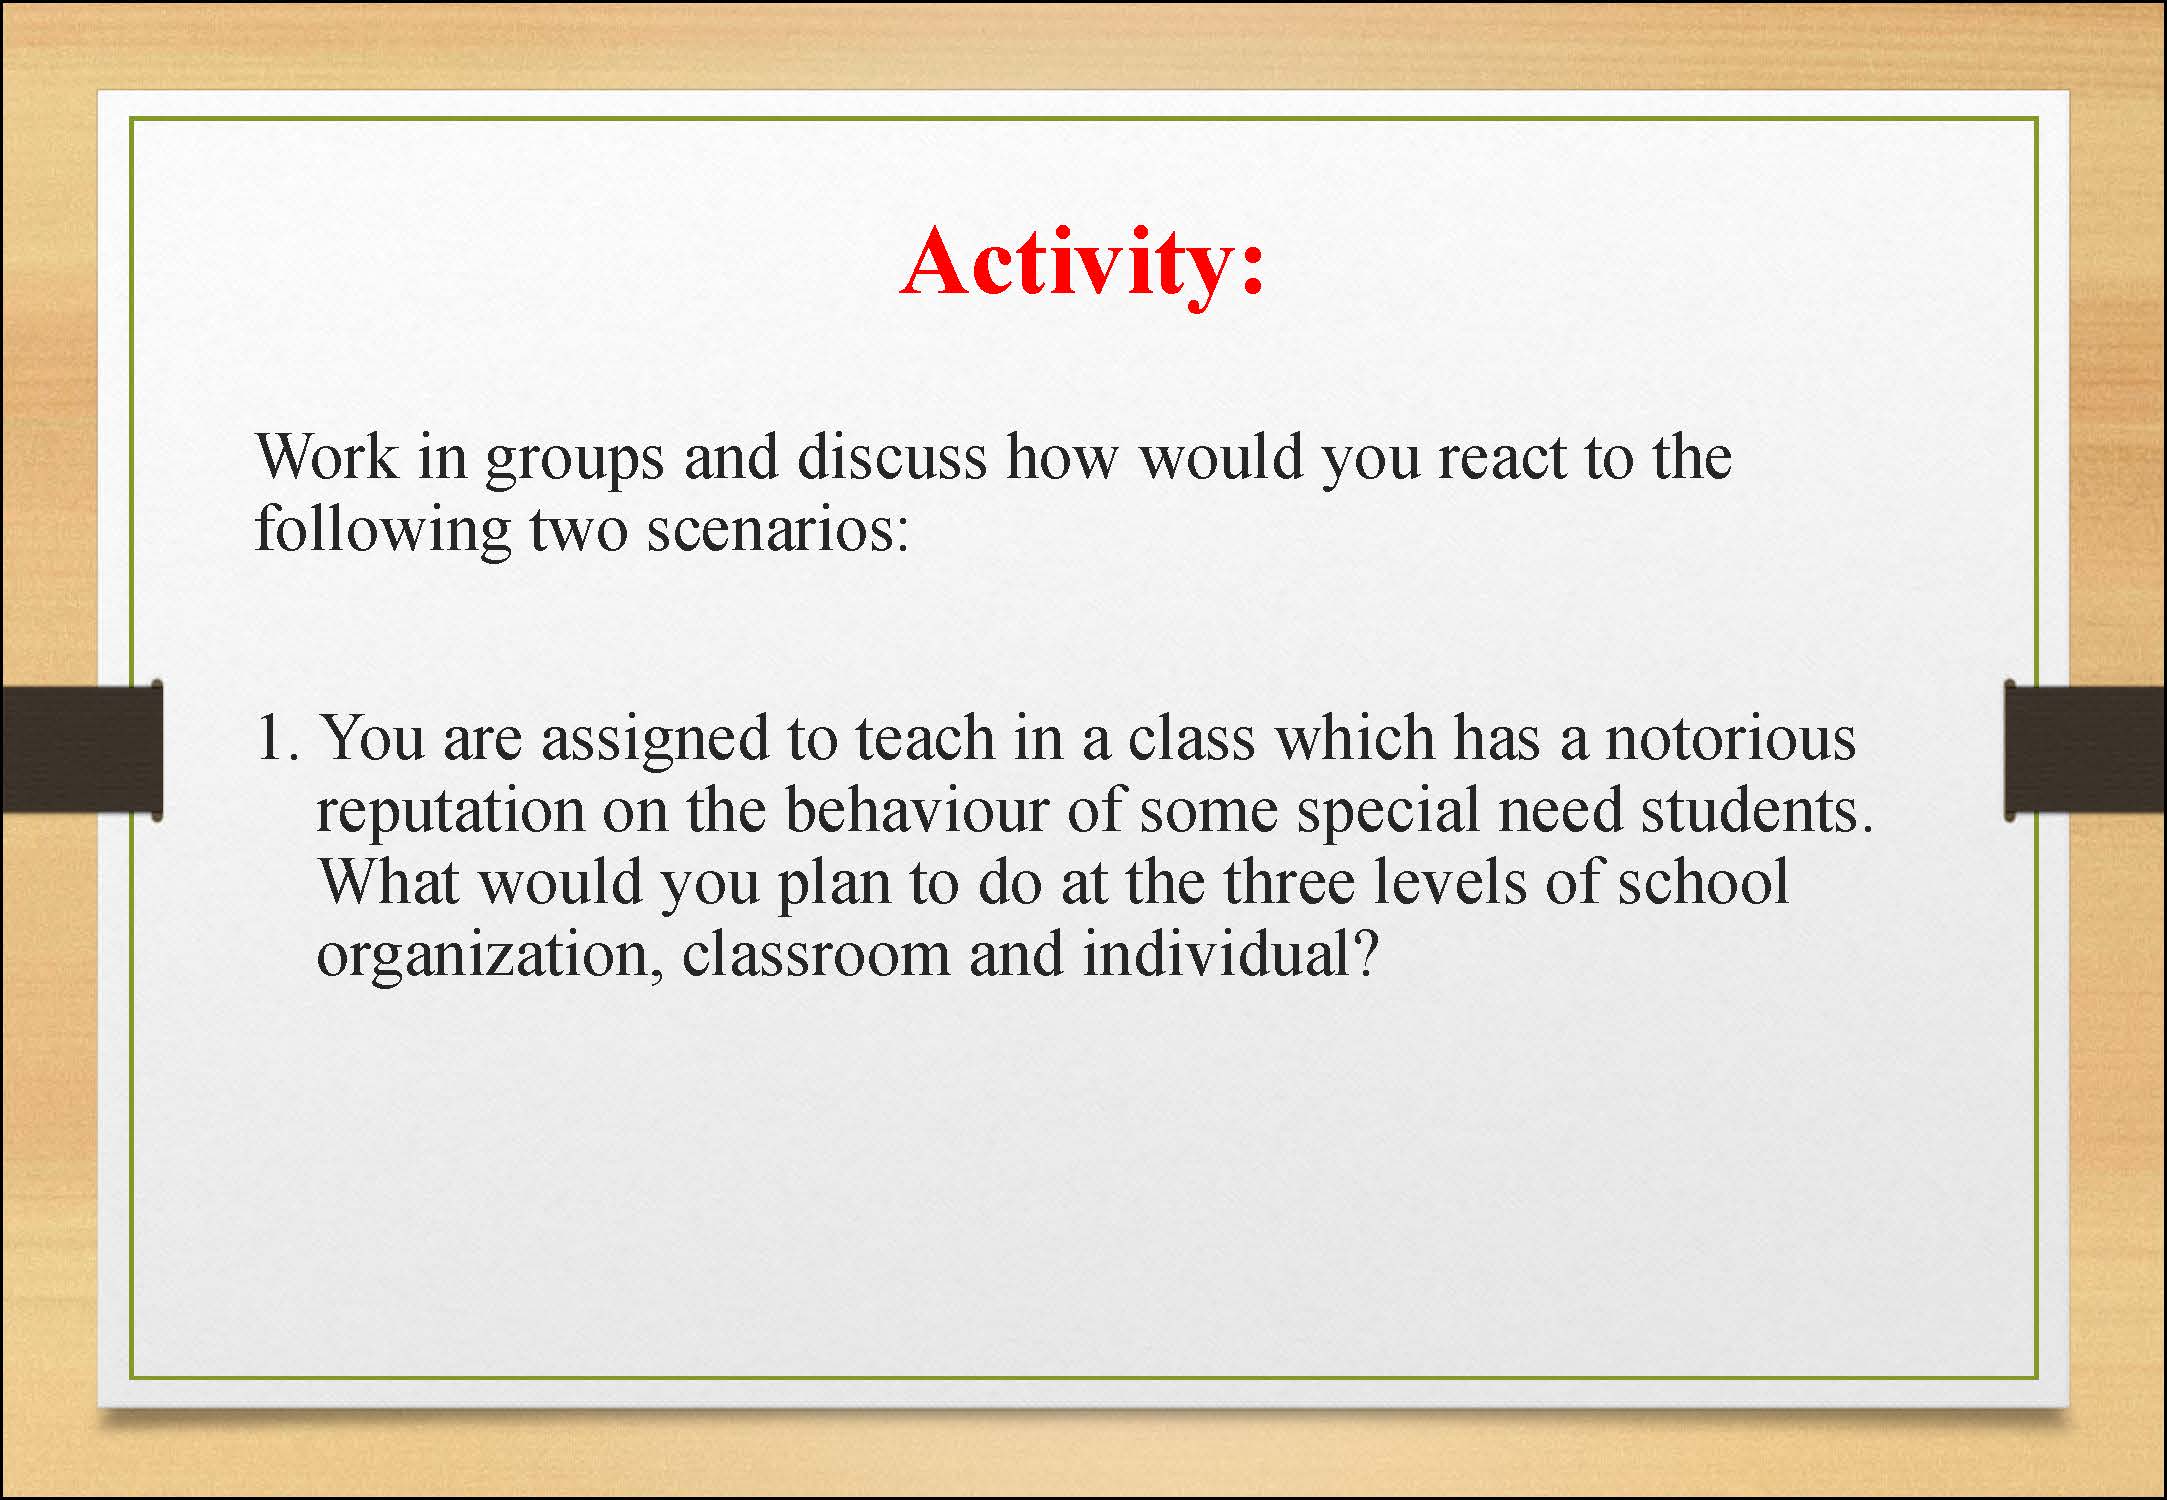 Activity:
Work in groups and discuss how would you react to the
following two scenarios:
1. You are assigned to teach in a class which has a notorious
reputation on the behaviour of some special need students.
What would you plan to do at the three levels of school
organization, classroom and individual?